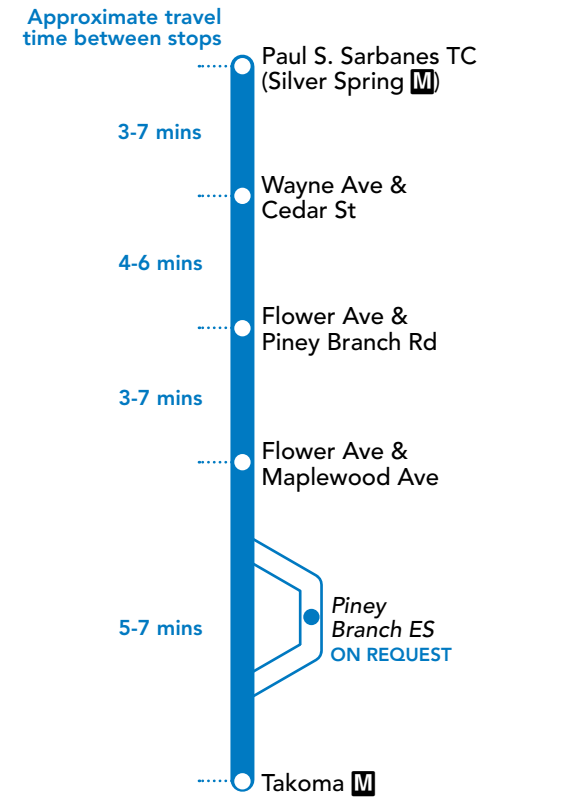 Approximate travel
time between stops
Paul S. Sarbanes TC
(Silver Spring M)
3-7 mins
Wayne Ave &
Cedar St
4-6 mins
Flower Ave &
Piney Branch Rd
3-7 mins
Flower Ave &
Maplewood Ave
Piney
Branch ES
ON REQUEST
5-7 mins
Takoma M